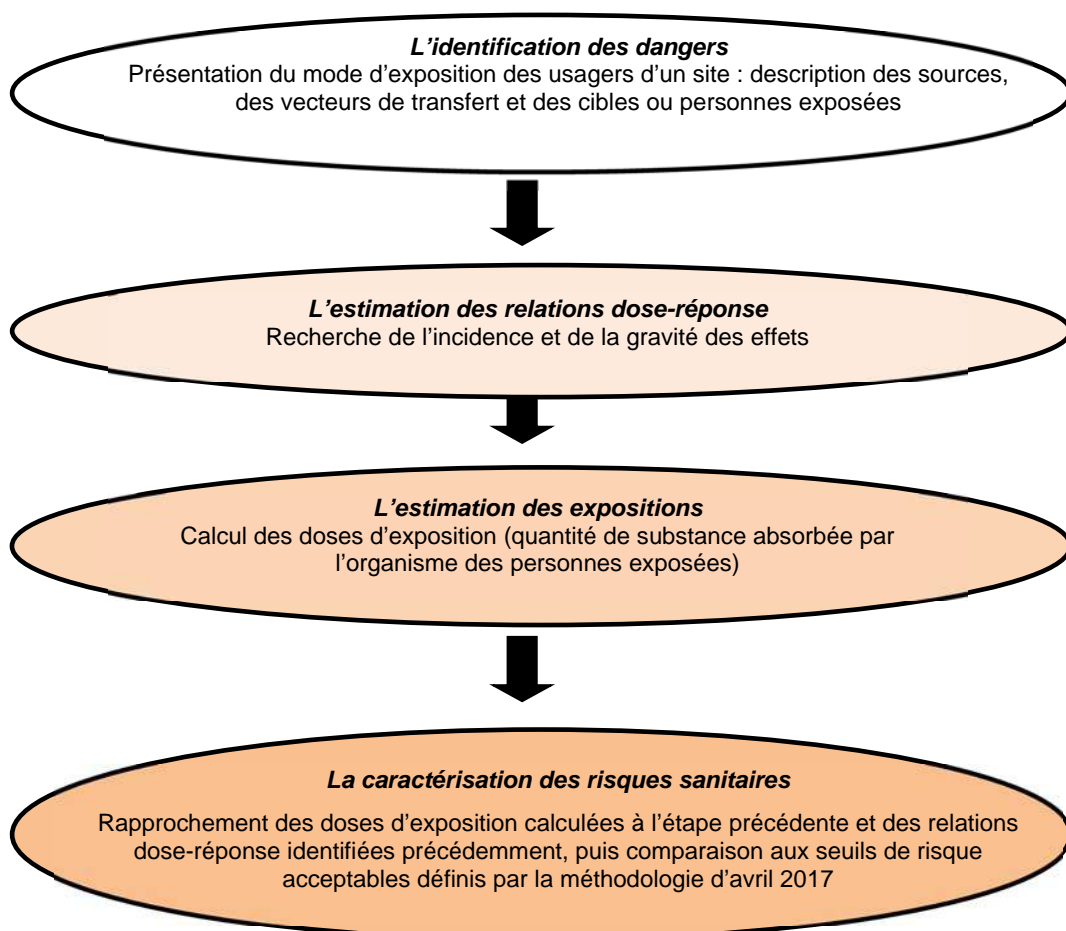 L’identification des dangers
Présentation du mode d’exposition des usagers d’un site : description des sources,
des vecteurs de transfert et des cibles ou personnes exposées
L’estimation des relations dose-réponse
Recherche de l’incidence et de la gravité des effets
L’estimation des expositions
Calcul des doses d’exposition (quantité de substance absorbée par
l’organisme des personnes exposées)
La caractérisation des risques sanitaires
Rapprochement des doses d’exposition calculées à l’étape précédente et des relations
dose-réponse identifiées précédemment, puis comparaison aux seuils de risque
acceptables définis par la méthodologie d’avril 2017